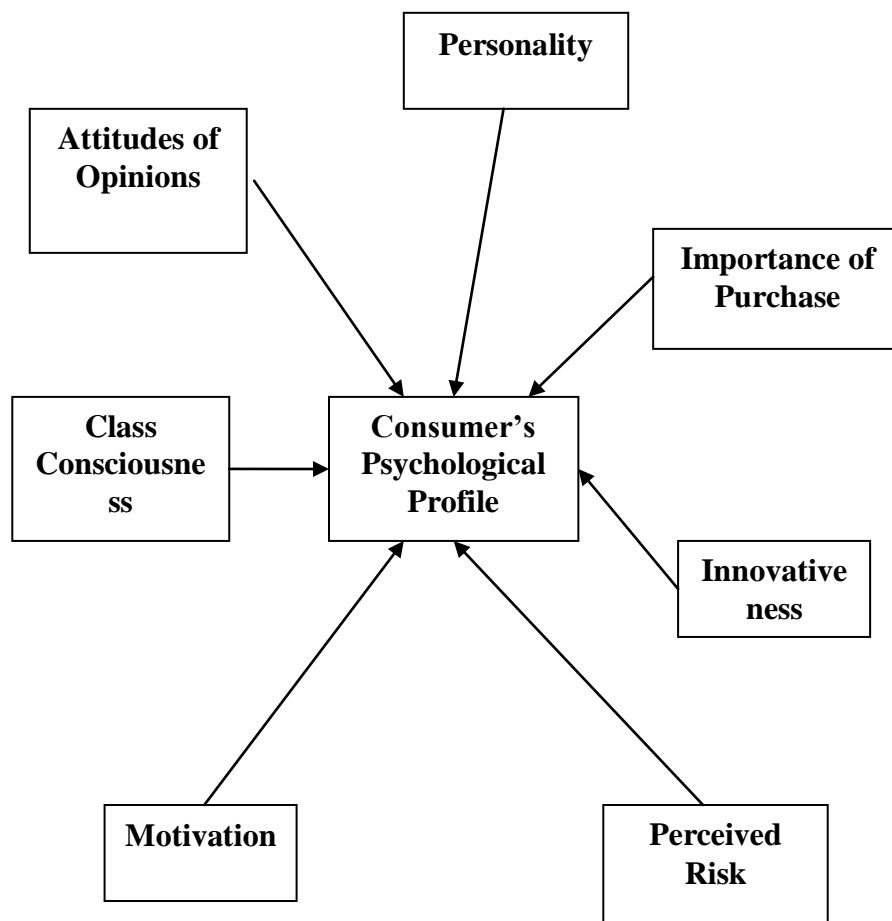 Personality
Attitudes of
Opinions
Importance of
Purchase
Class
Consciousne
ss
Consumer’s
Psychological
Profile
Innovative
ness
Motivation
Perceived
Risk